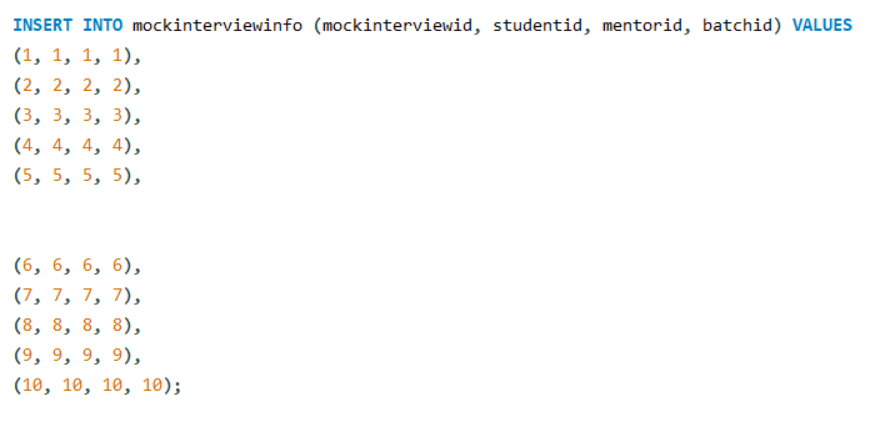 INSERT INTO mockinterviewinfo (mockinterviewid, studentid, mentorid, batchid) VALUES
(1, 1, 1, 1),
(2, 2, 2, 2),
(3, 3, 3, 3),
(4, 4, 4, 4),
(5, 5, 5, 5),
(6, 6, 6, 6),
(7, 7, 7, 7),
(8, 8, 8, 8),
(9, 9, 9, 9),
(10, 10, 10, 10);